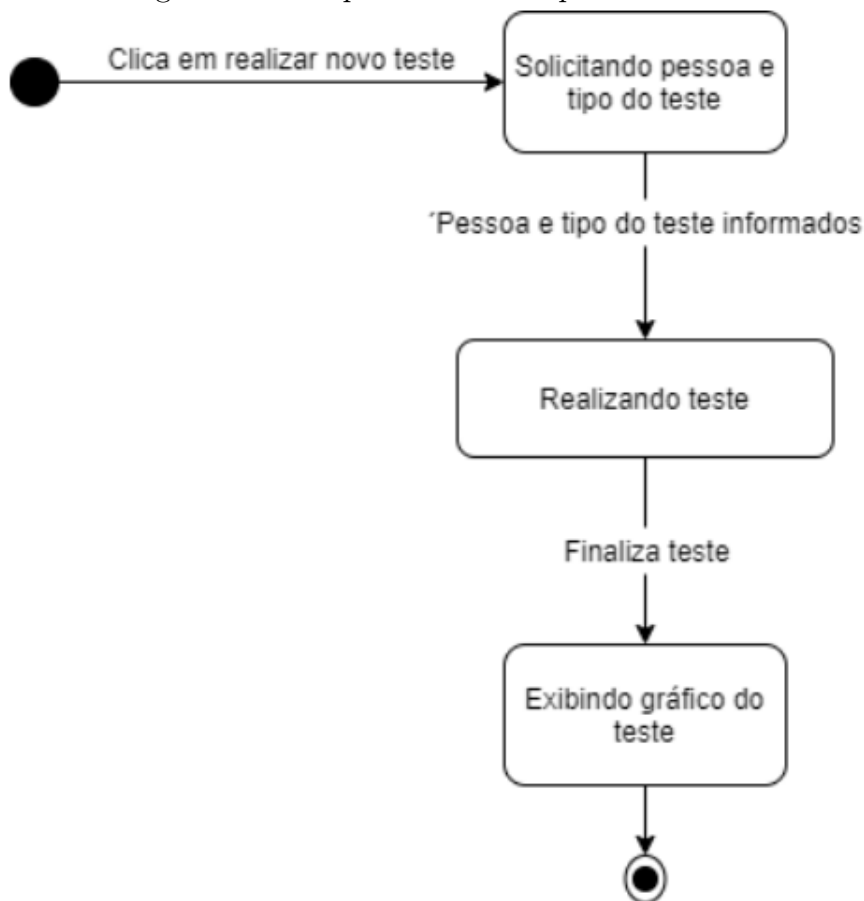 Clica em realizar novo teste
Solicitando pessoa e
tipo do teste
´Pessoa e tipo do teste informados
Realizando teste
Finaliza teste
Exibindo gráfico do
teste